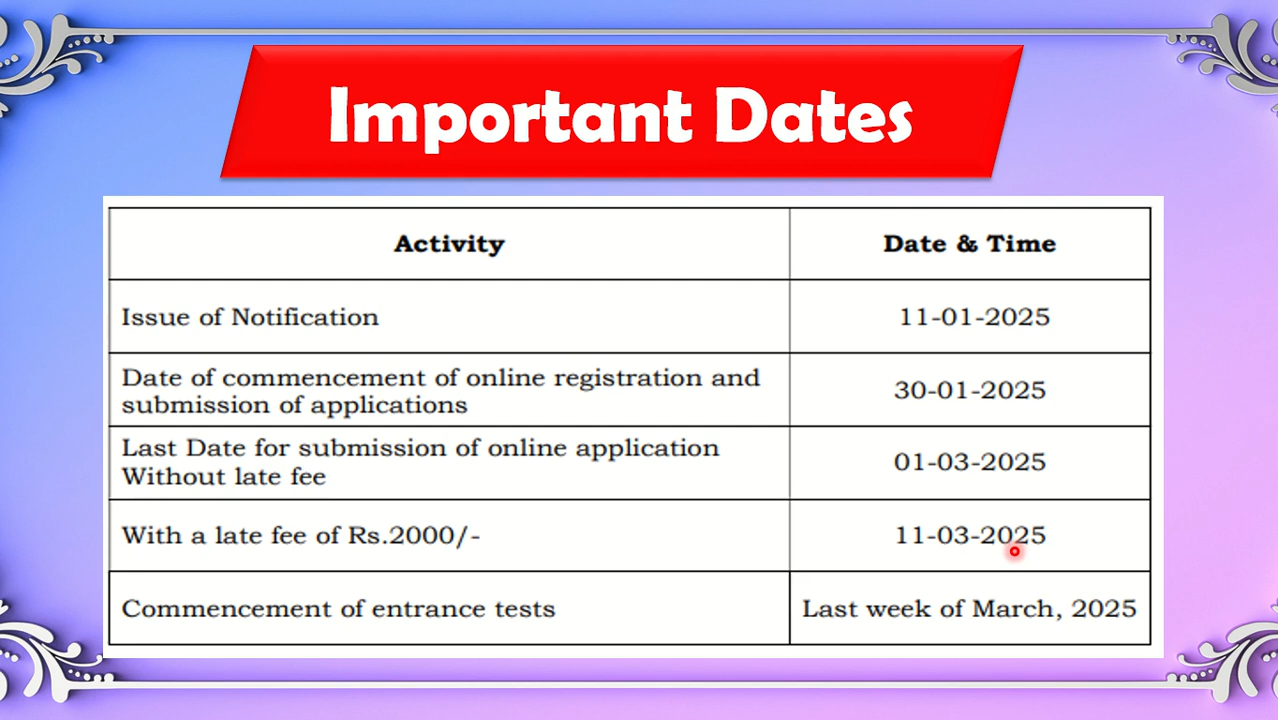 Important Dates
Activity Date & Time
Issue of Notification 11-01-2025
Date of commencement of online registration and
submission of applications 30-01-2025
Last Date for submission of online application
Without late fee 01-03-2025
With a late fee of Rs.2000/- 11-03-2025
Commencement of entrance tests Last week of March, 2025